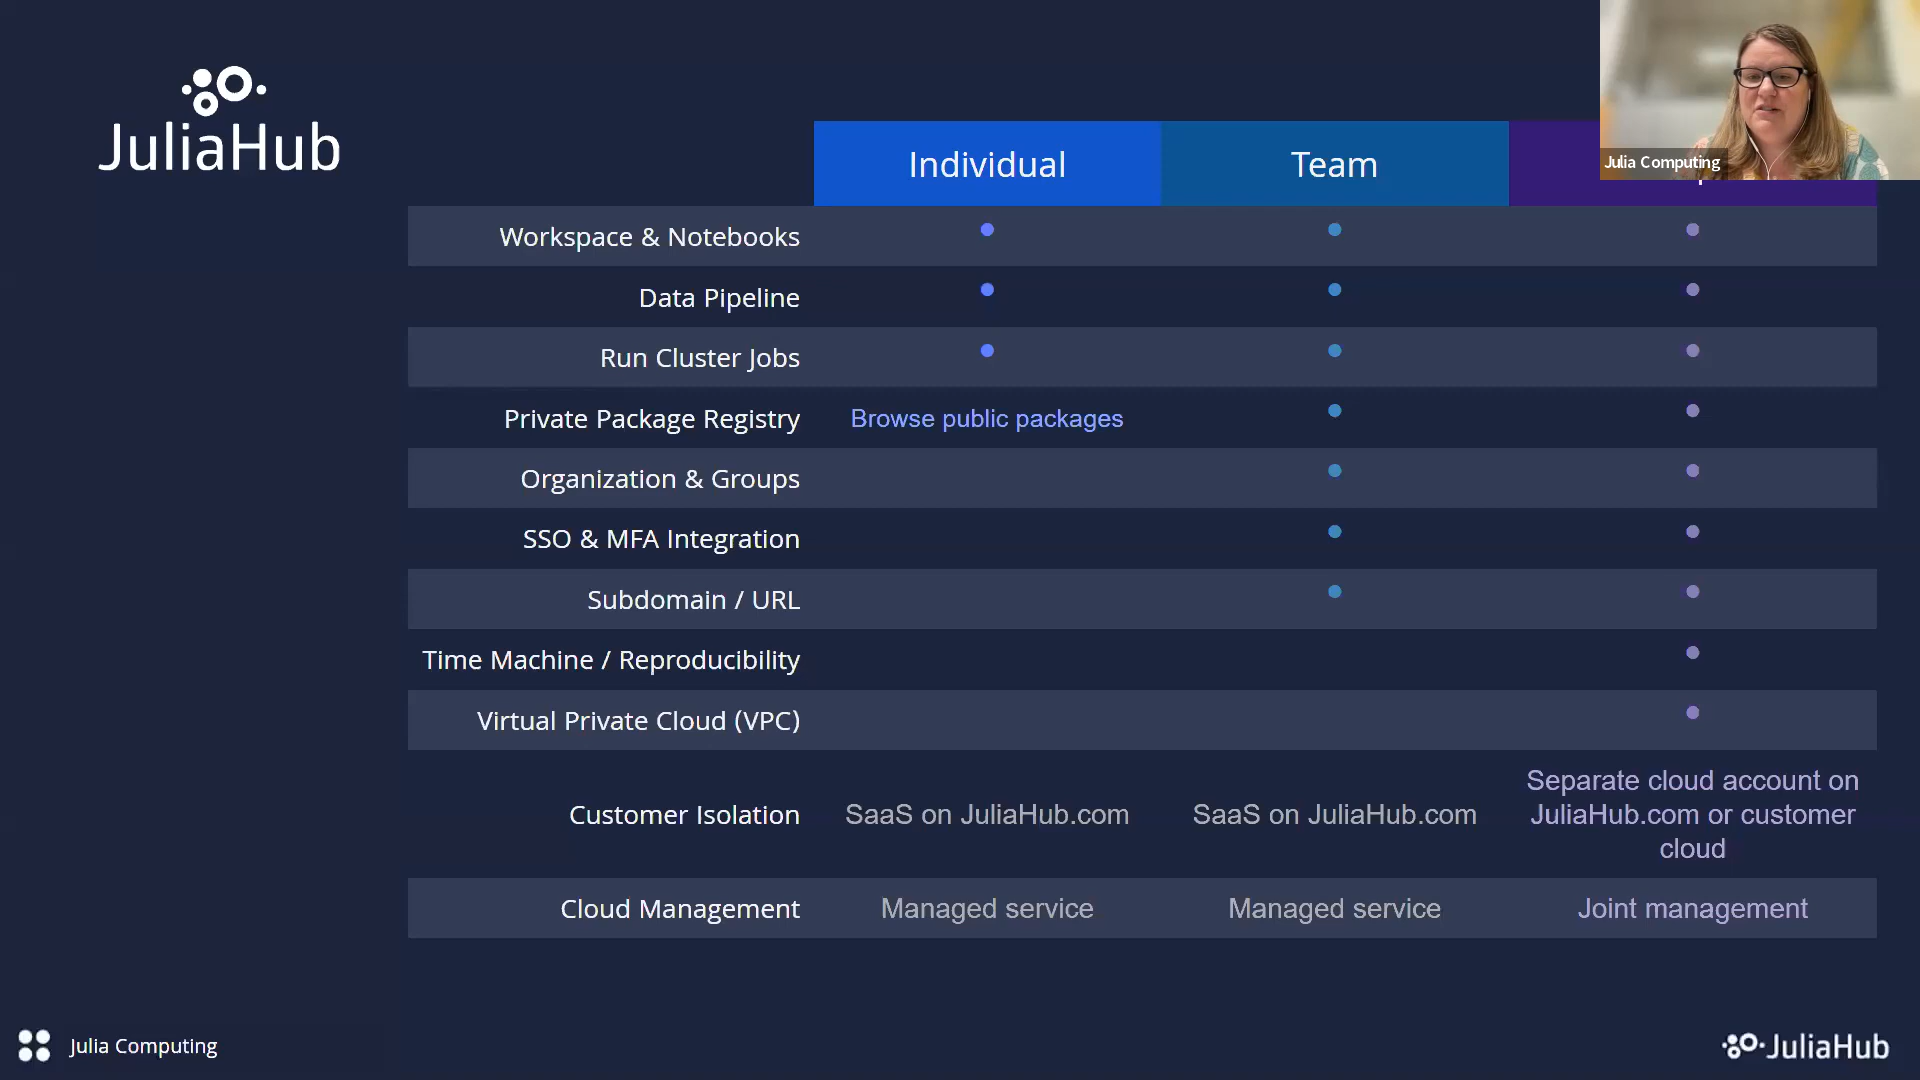 JuliaHub
Individual
Team
Julia Computing
Workspace & Notebooks
Data Pipeline
Run Cluster Jobs
Private Package Registry
Browse public packages
Organization & Groups
SSO & MFA Integration
Subdomain / URL
Time Machine / Reproducibility
Virtual Private Cloud (VPC)
Customer Isolation
SaaS on JuliaHub.com
SaaS on JuliaHub.com
Separate cloud account on
JuliaHub.com or customer
cloud
Cloud Management
Managed service
Managed service
Joint management
Julia Computing
JuliaHub